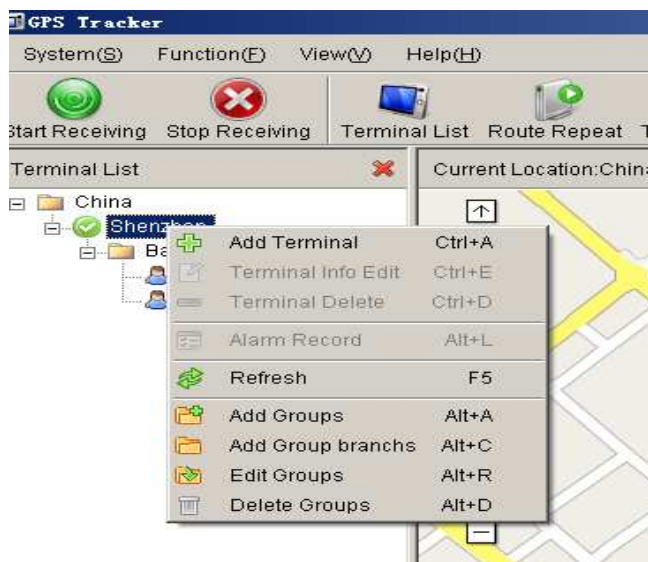 GPS Tracker
System(S) Function(F) View(V) Help(H)
Start Receiving Stop Receiving Terminal List Route Repeat
Terminal List
Current Location:China
China
Shenzhen
Add Terminal Ctrl+A
Terminal Info Edit Ctrl+E
Terminal Delete Ctrl+D
Alarm Record Alt+L
Refresh F5
Add Groups Alt+A
Add Group branchs Alt+C
Edit Groups Alt+R
Delete Groups Alt+D